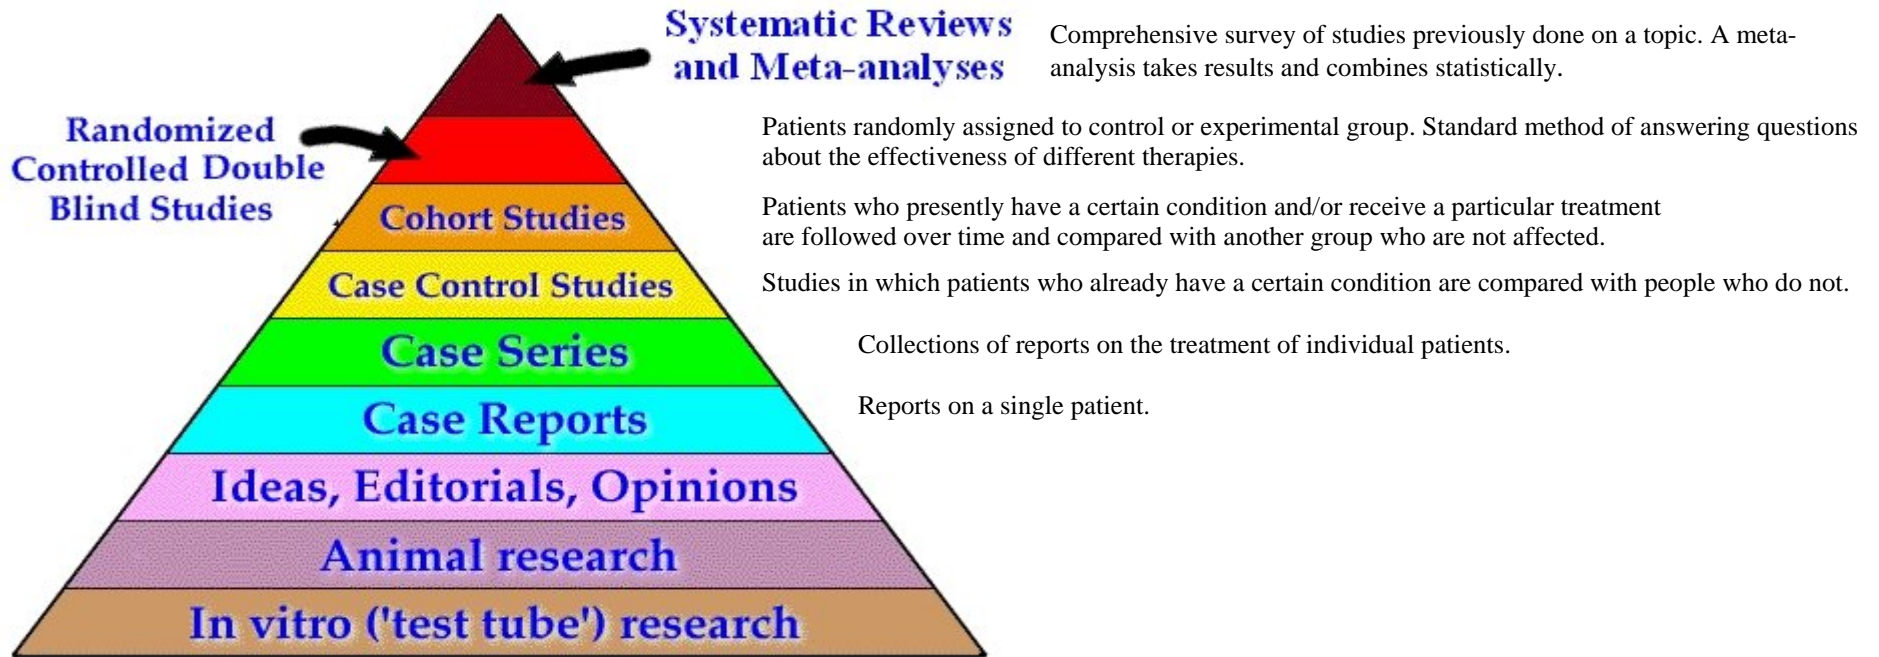 Systematic Reviews
and Meta-analyses
Comprehensive survey of studies previously done on a topic. A meta-
analysis takes results and combines statistically.
Randomized
Controlled Double
Blind Studies
Patients randomly assigned to control or experimental group. Standard method of answering questions
about the effectiveness of different therapies.
Cohort Studies
Patients who presently have a certain condition and/or receive a particular treatment
are followed over time and compared with another group who are not affected.
Case Control Studies
Studies in which patients who already have a certain condition are compared with people who do not.
Case Series
Collections of reports on the treatment of individual patients.
Case Reports
Reports on a single patient.
Ideas, Editorials, Opinions
Animal research
In vitro ('test tube') research